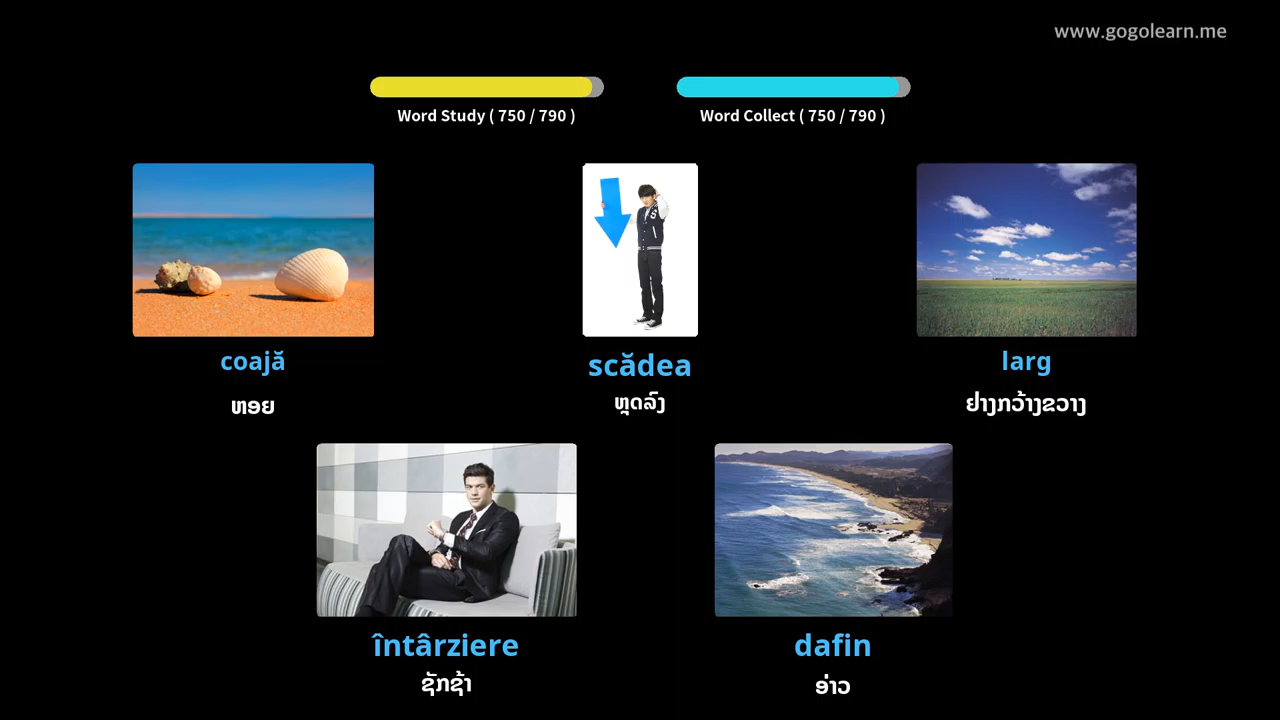 www.gogolearn.me
Word Study ( 750 / 790 )
Word Collect ( 750 / 790 )
coajă
scădea
larg
ຫອຍ
ຫຼຸດລົງ
ຢ່າງກວ້າງຂວາງ
întârziere
dafin
ຊັກຊ້າ
ອ່າວ